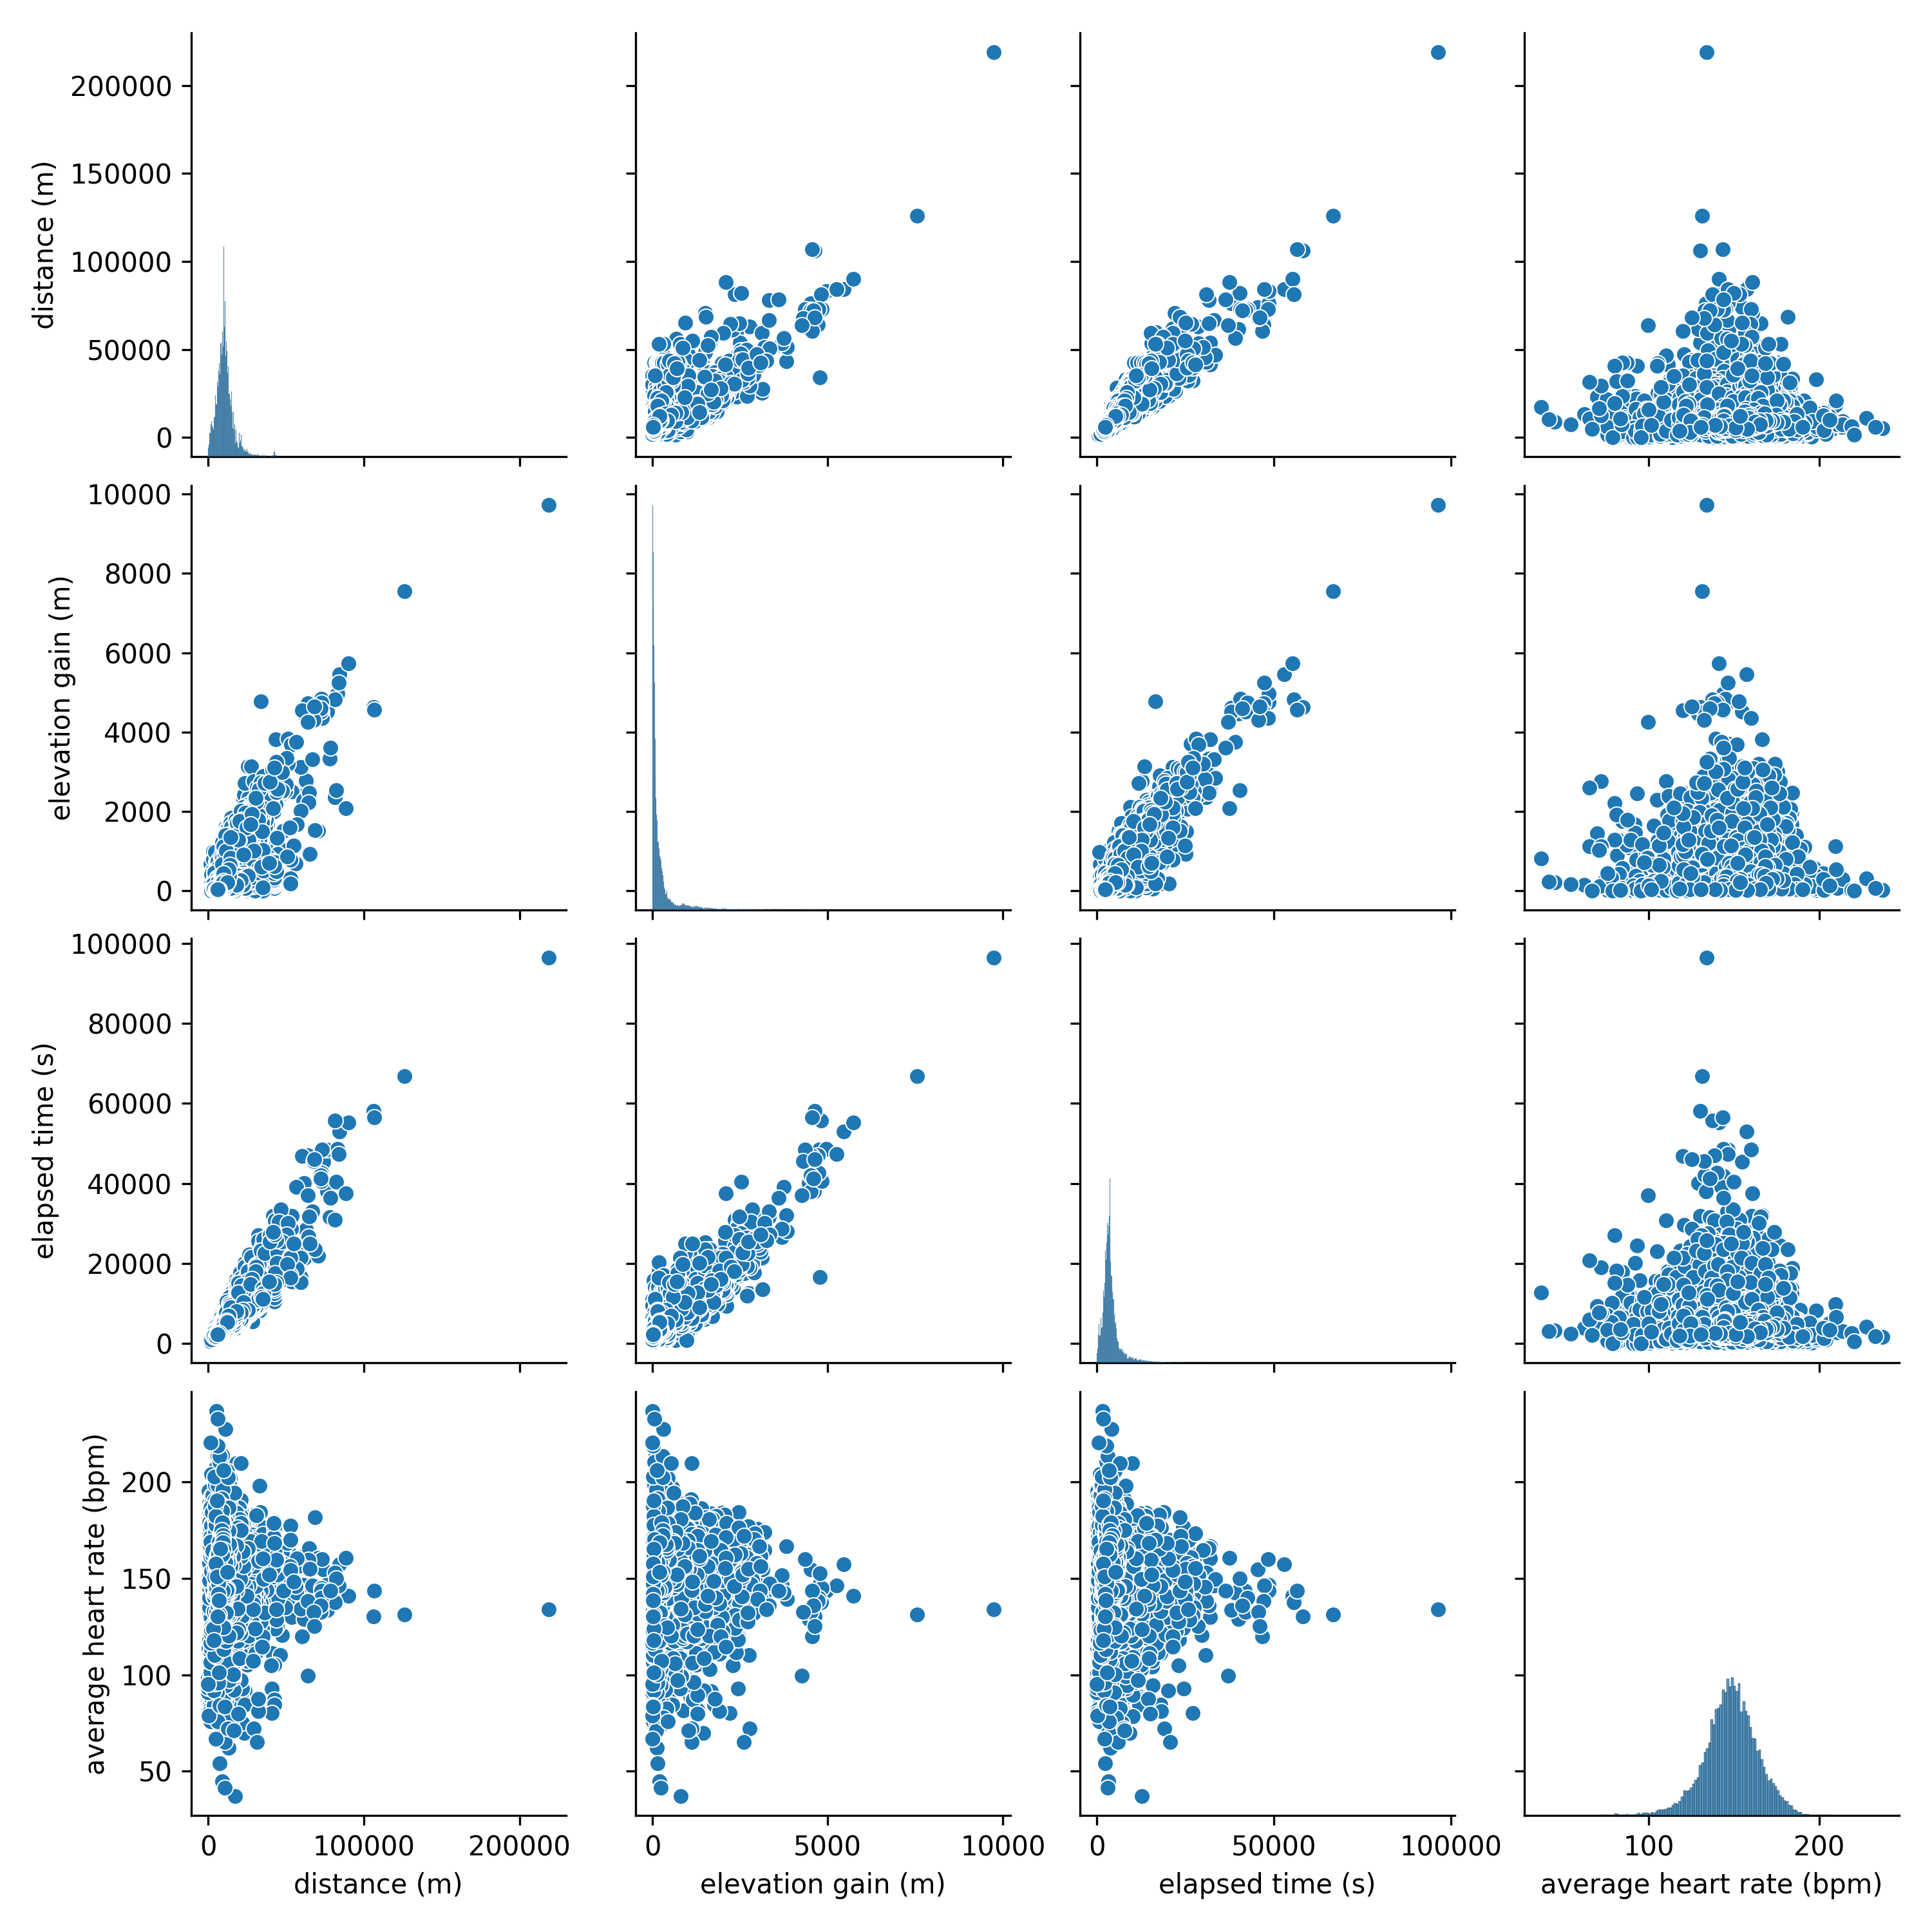 200000
150000
100000
50000
0
distance (m)
10000
8000
6000
4000
2000
0
elevation gain (m)
100000
80000
60000
40000
20000
0
elapsed time (s)
200
150
100
50
average heart rate (bpm)
0 100000 200000
0 5000 10000
0 50000 100000
100 200
distance (m)
elevation gain (m)
elapsed time (s)
average heart rate (bpm)